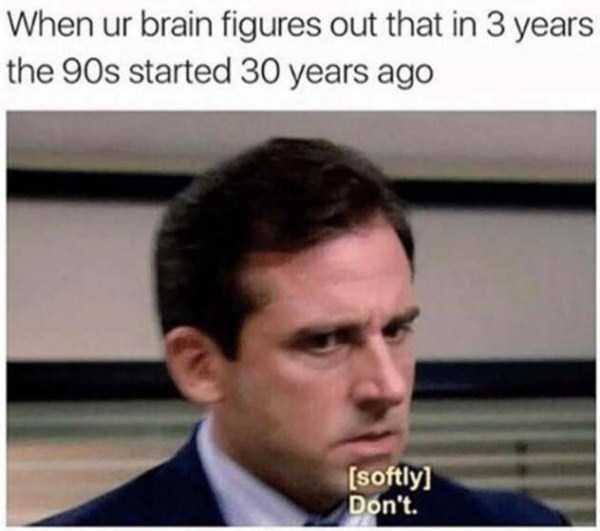 When ur brain figures out that in 3 years
the 90s started 30 years ago
[softly]
Don't.